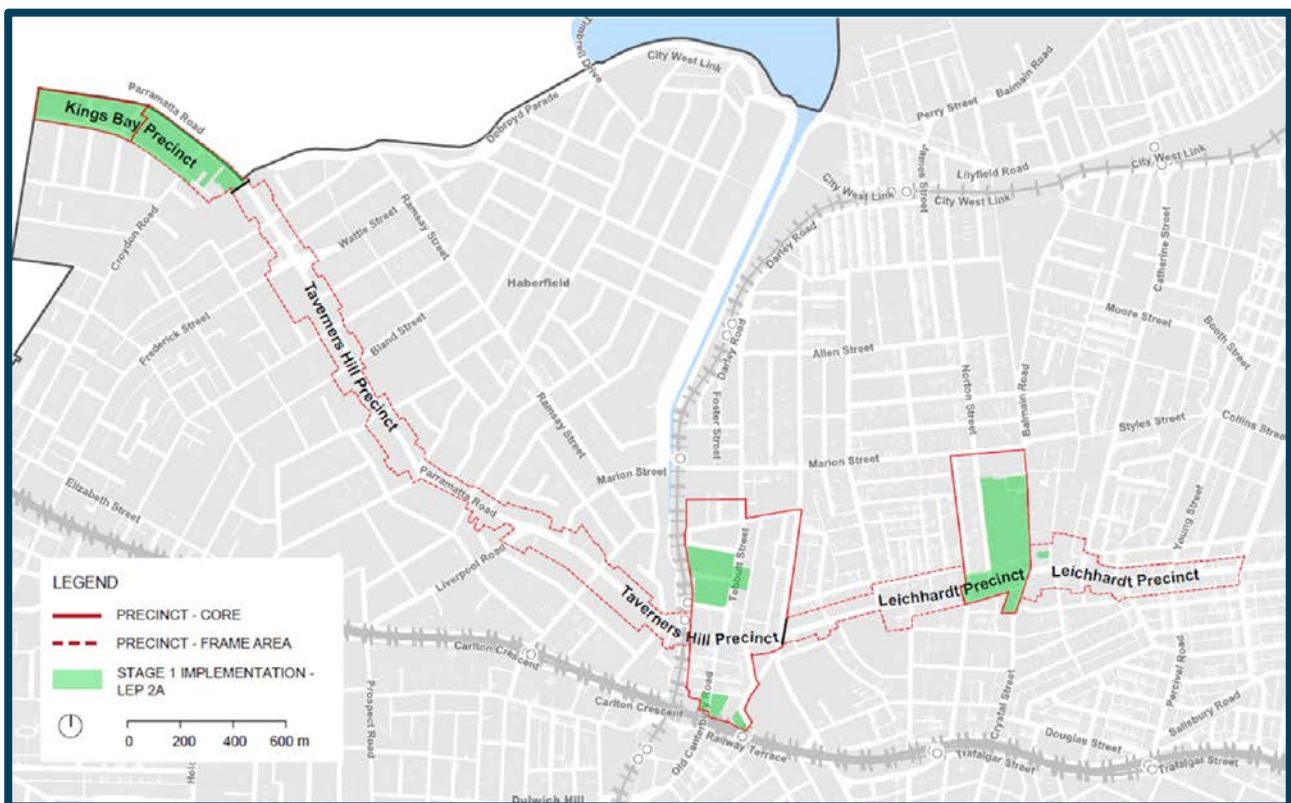 Timbrell Drive
City West Link
Dobroyd Parade
Parramatta Road
Kings Bay Precinct
Balmain Road
Perry Street
James Street
Lilyfield Road
City West Link
City West Link
City West Link
Darley Road
Catherine Street
Croydon Road
Wattle Street
Ramsay Street
Haberfield
Taverners Hill Precinct
Frederick Street
Bland Street
Darley Road
Allen Street
Moore Street
Booth Street
Foster Street
Norton Street
Balmain Road
Styles Street
Collins Stree
Ramsay Street
Marion Street
Marion Street
Parramatta Road
Elizabeth Street
Liverpool Road
Tebbutt Street
Young Street
Leichhardt Precinct
Leichhardt Precinct
Taverners Hill Precinct
LEGEND
PRECINCT - CORE
PRECINCT - FRAME AREA
STAGE 1 IMPLEMENTATION -
LEP 2A
0 200 400 600 m
Carlton Crescent
Carlton Crescent
Prospect Road
Old Canterbury Road
Railway Terrace
Crystal Street
Percival Road
Salisbury Road
Douglas Street
Trafalgar Street
Trafalgar Street
Dulwich Hill